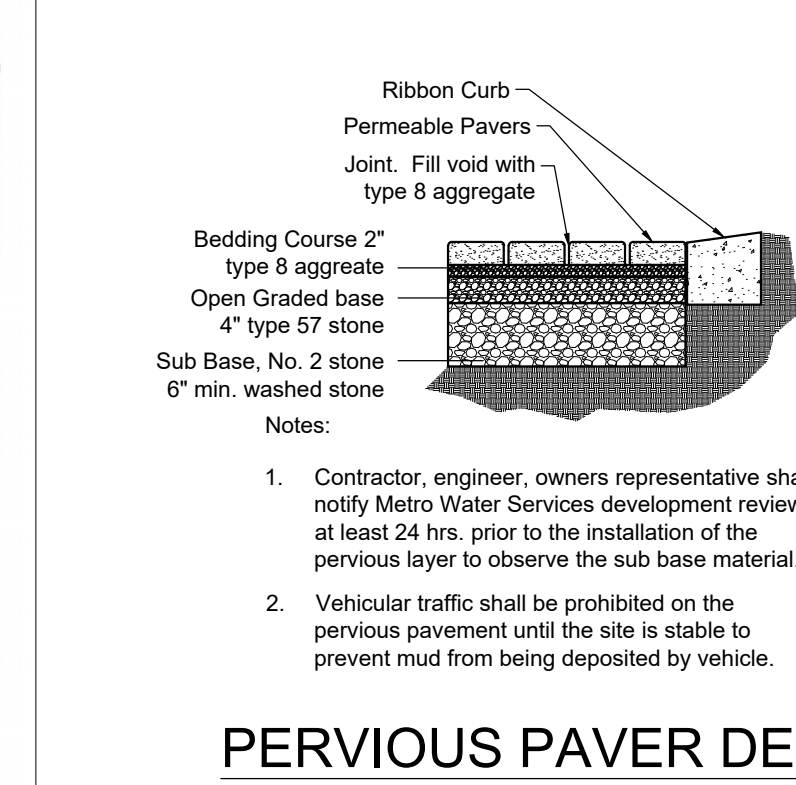 Ribbon Curb
Permeable Pavers
Joint. Fill void with
type 8 aggregate
Bedding Course 2"
type 8 aggreate
Open Graded base
4" type 57 stone
Sub Base, No. 2 stone
6" min. washed stone
Notes:
1. Contractor, engineer, owners representative sha
notify Metro Water Services development review
at least 24 hrs. prior to the installation of the
pervious layer to observe the sub base material.
2. Vehicular traffic shall be prohibited on the
pervious pavement until the site is stable to
prevent mud from being deposited by vehicle.
PERVIOUS PAVER DE